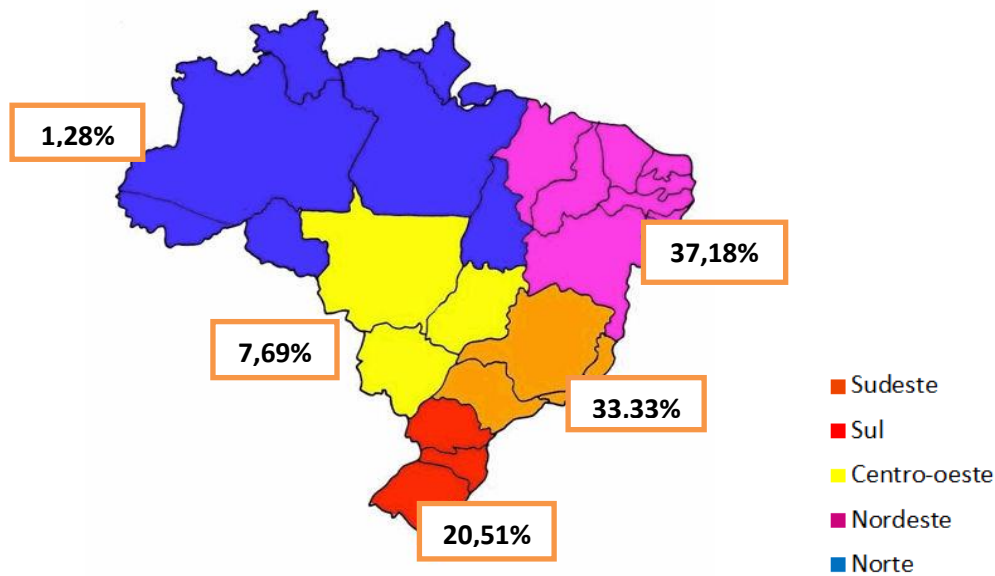 1,28%
37,18%
7,69%
33.33%
20,51%
Sudeste
Sul
Centro-oeste
Nordeste
Norte